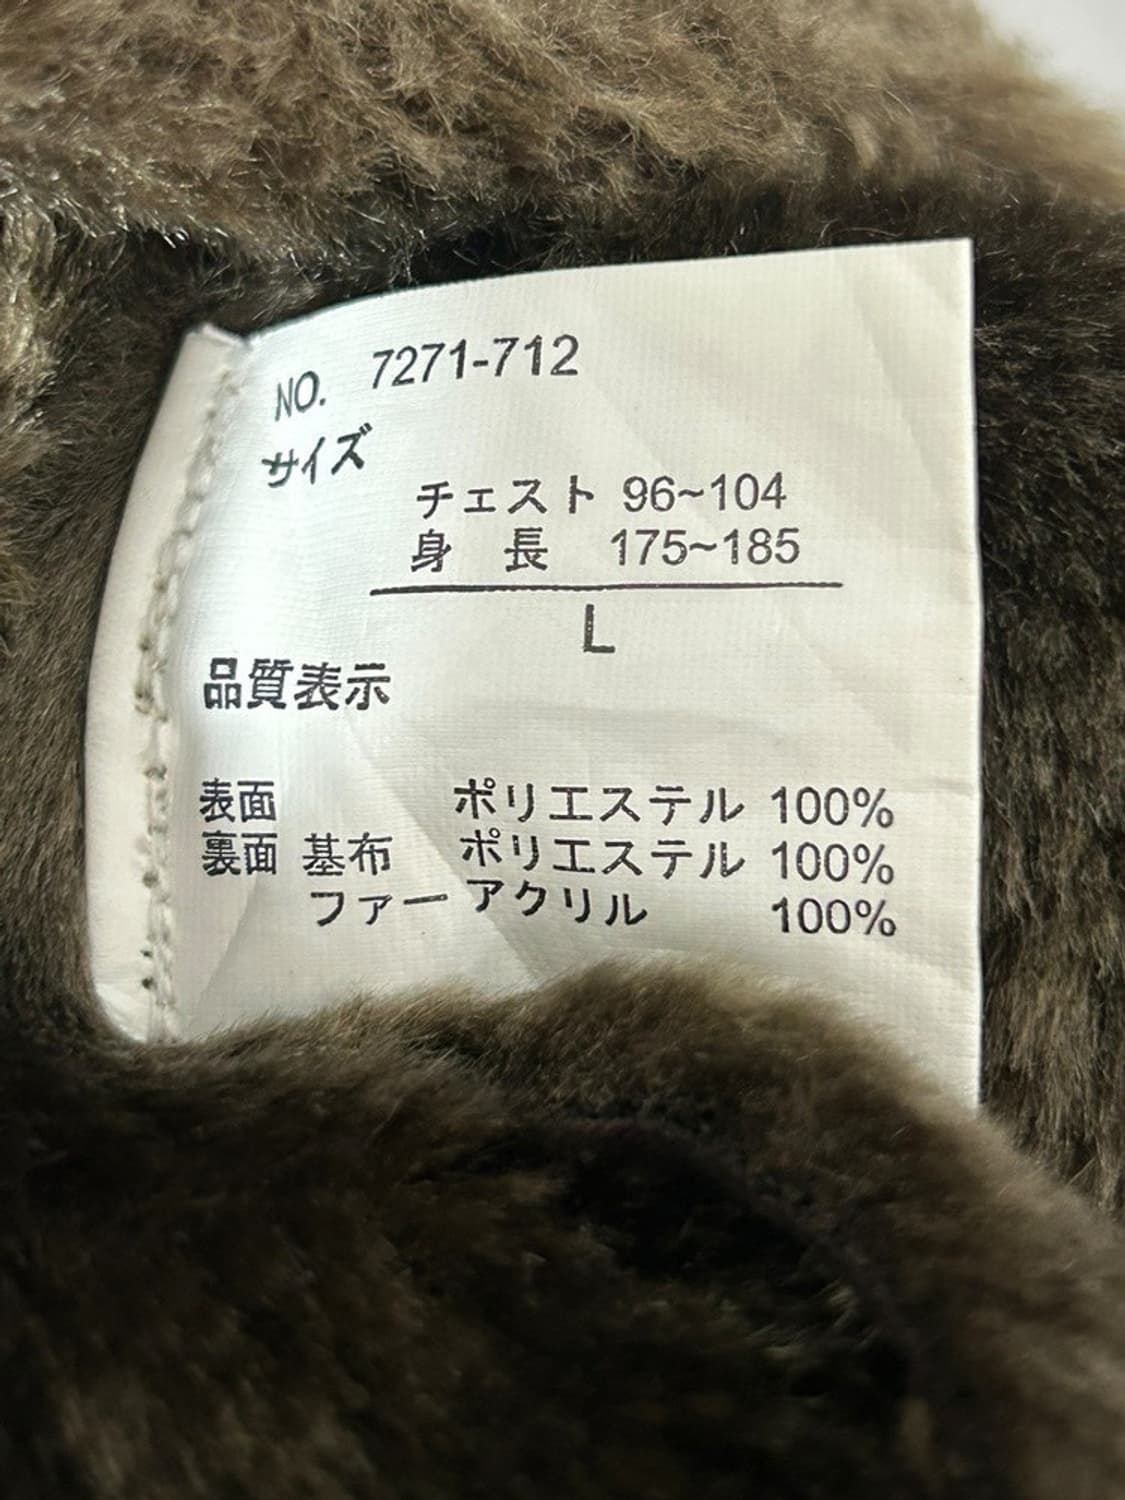 NO. 7271-712
サイズ
チェスト 96~104
身 長 175~185
L
品質表示
表面 ポリエステル 100%
裏面 基布 ポリエステル 100%
ファー アクリル 100%